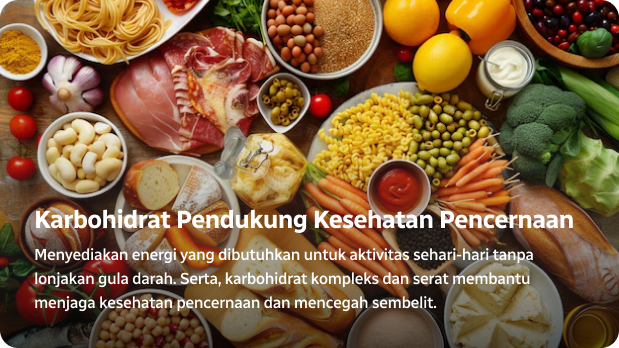 Karbohidrat Pendukung Kesehatan Pencernaan
Menyediakan energi yang dibutuhkan untuk aktivitas sehari-hari tanpa
lonjakan gula darah. Serta, karbohidrat kompleks dan serat membantu
menjaga kesehatan pencernaan dan mencegah sembelit.